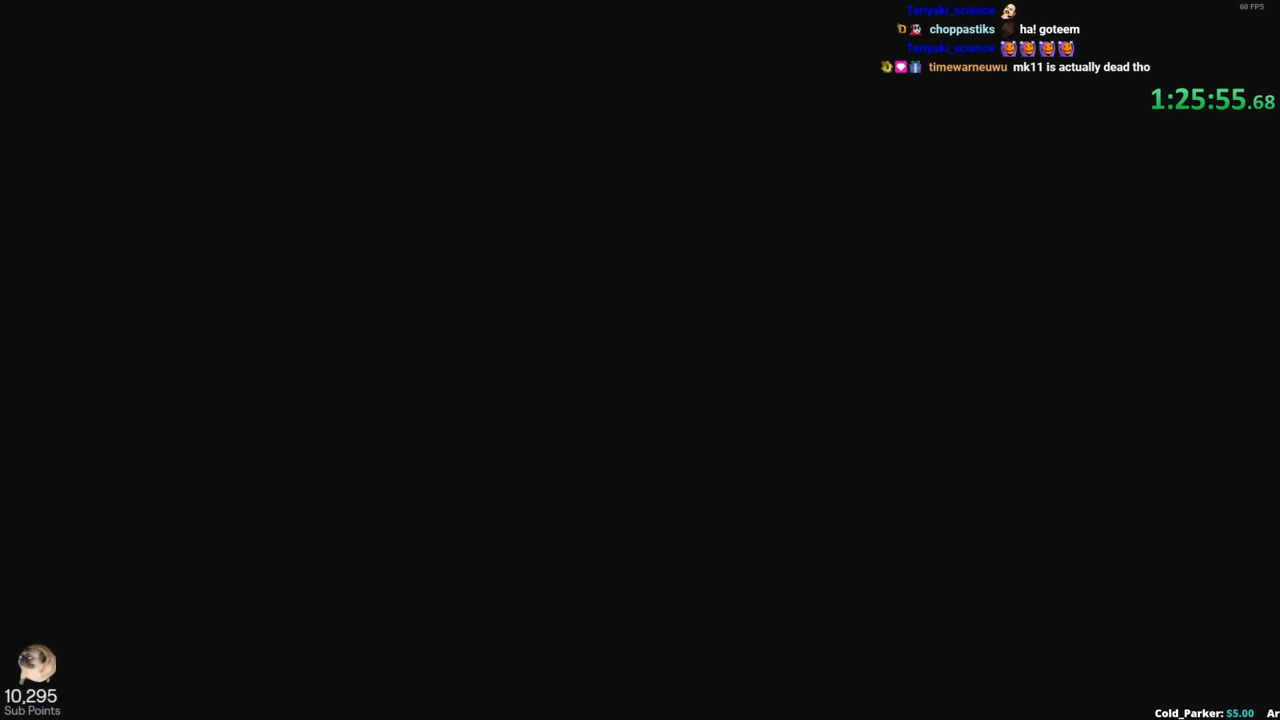 60 FPS
Teriyaki_science
choppastiks ha! goteem
Teriyaki_science
timewarneuwu mk11 is actually dead tho
1:25:55.68
10,295
Sub Points
Cold_Parker: $5.00 Ar